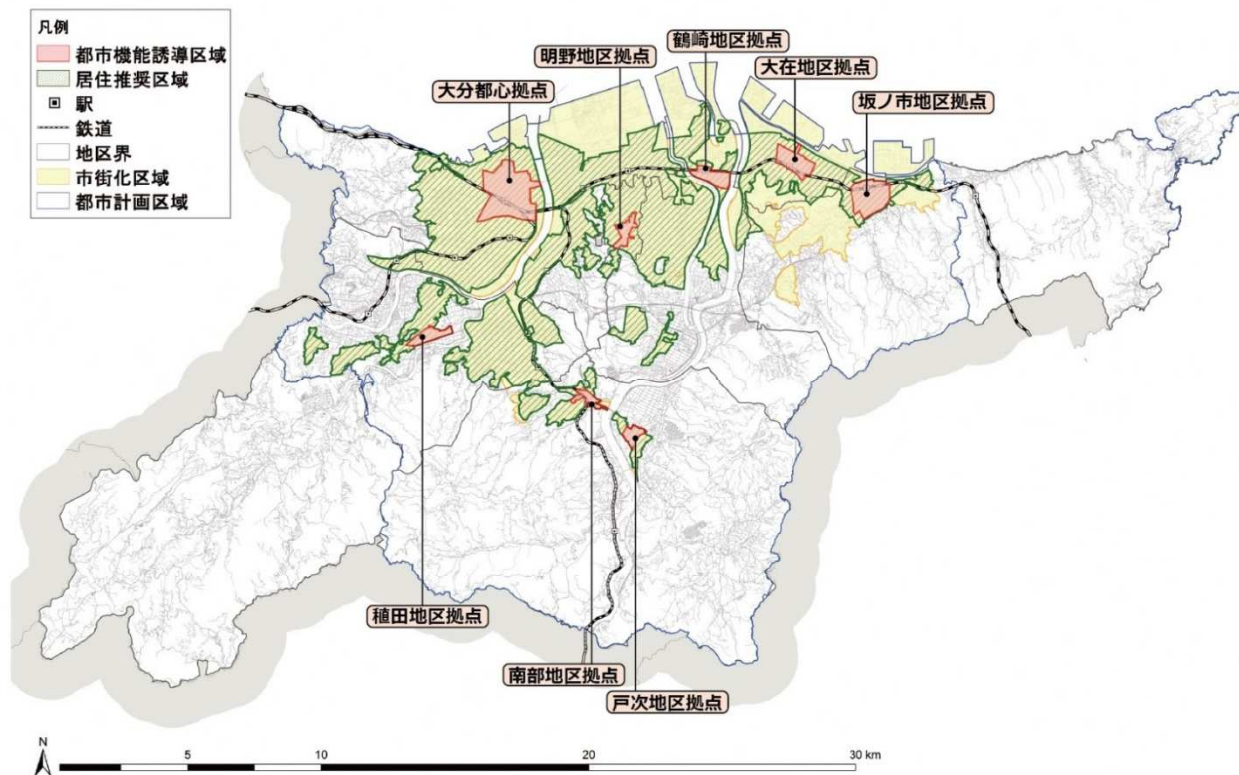 凡例
都市機能誘導区域
居住推奨区域
駅
鉄道
地区界
市街化区域
都市計画区域
鶴崎地区拠点
明野地区拠点
大在地区拠点
大分都心拠点
坂ノ市地区拠点
稙田地区拠点
南部地区拠点
戸次地区拠点
N
5 10 20 30 km